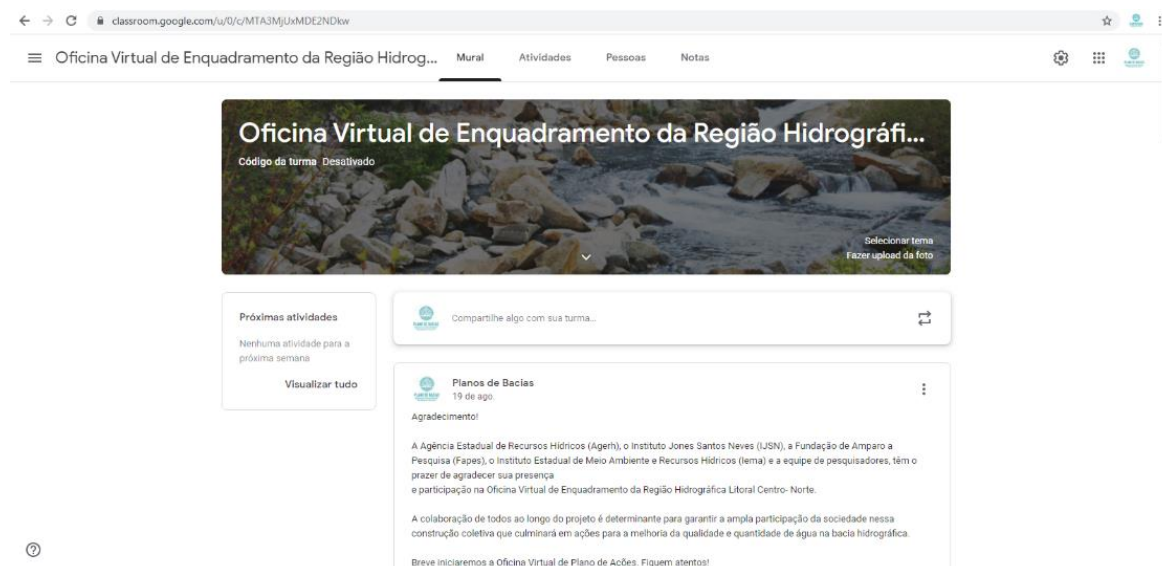 classroom.google.com/u/0/c/MTA3MjUxMDE2NDkw
Oficina Virtual de Enquadramento da Região Hidrog... Mural Atividades Pessoas Notas
Oficina Virtual de Enquadramento da Região Hidrográfi...
Código da turma Desativado
Selecionar tema
Fazer upload da foto
Próximas atividades
Nenhuma atividade para a
próxima semana
Visualizar tudo
Compartilhe algo com sua turma...
Planos de Bacias
19 de ago.
Agradecimento!
A Agência Estadual de Recursos Hídricos (Agerh), o Instituto Jones Santos Neves (IJSN), a Fundação de Amparo a
Pesquisa (Fapes), o Instituto Estadual de Meio Ambiente e Recursos Hídricos (Iema) e a equipe de pesquisadores, têm o
prazer de agradecer sua presença
e participação na Oficina Virtual de Enquadramento da Região Hidrográfica Litoral Centro- Norte.
A colaboração de todos ao longo do projeto é determinante para garantir a ampla participação da sociedade nessa
construção coletiva que culminará em ações para a melhoria da qualidade e quantidade de água na bacia hidrográfica.
Breve iniciaremos a Oficina Virtual de Plano de Ações. Fiquem atentos!